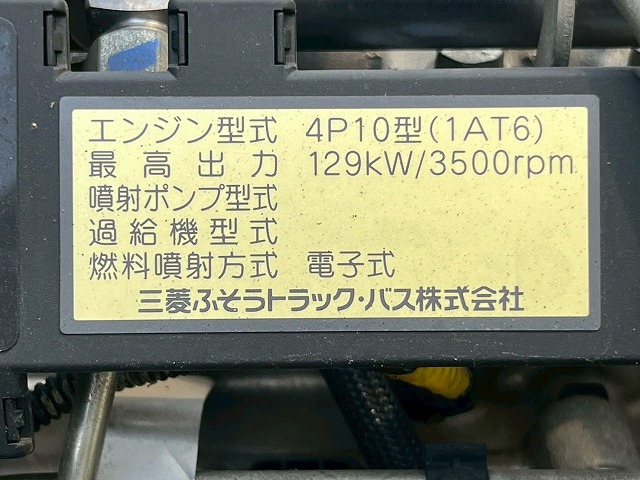 エンジン型式 4P10型(1AT6)
最高出力 129kW/3500rpm
噴射ポンプ型式
過給機型式
燃料噴射方式 電子式
三菱ふそうトラック・バス株式会社